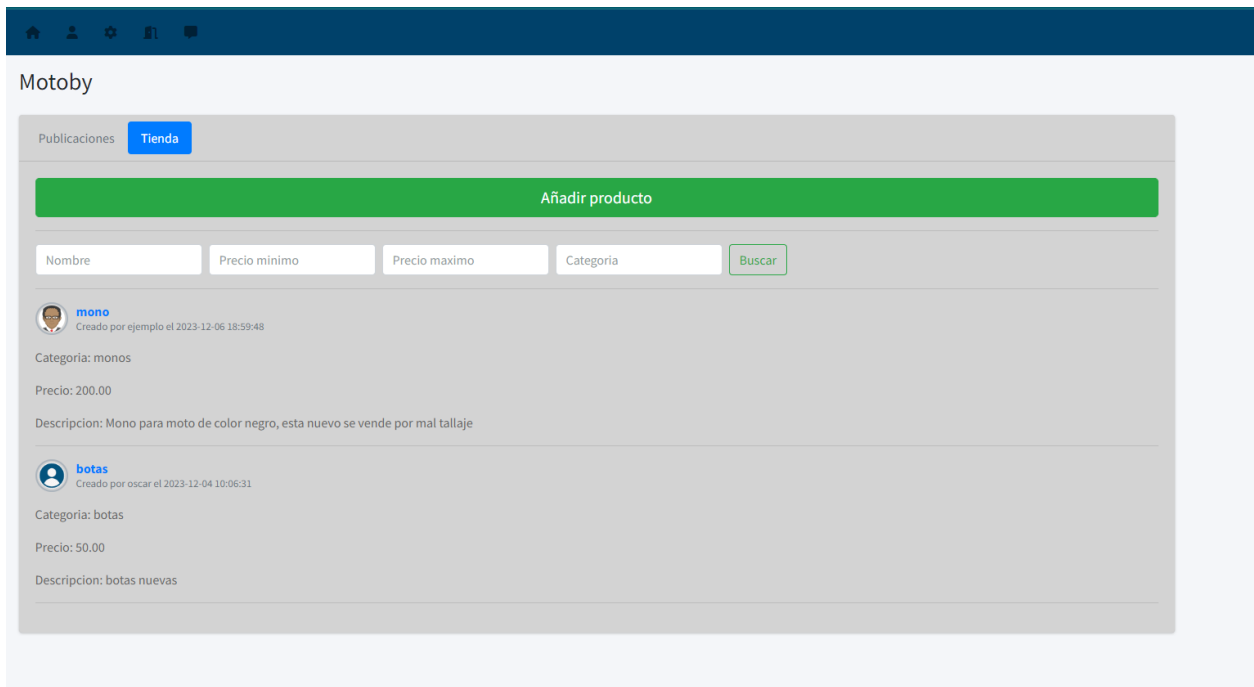 Motoby
Publicaciones Tienda
Añadir producto
Nombre Precio minimo Precio maximo Categoria Buscar
mono
Creado por ejemplo el 2023-12-06 18:59:48
Categoria: monos
Precio: 200.00
Descripcion: Mono para moto de color negro, esta nuevo se vende por mal tallaje
botas
Creado por oscar el 2023-12-04 10:06:31
Categoria: botas
Precio: 50.00
Descripcion: botas nuevas